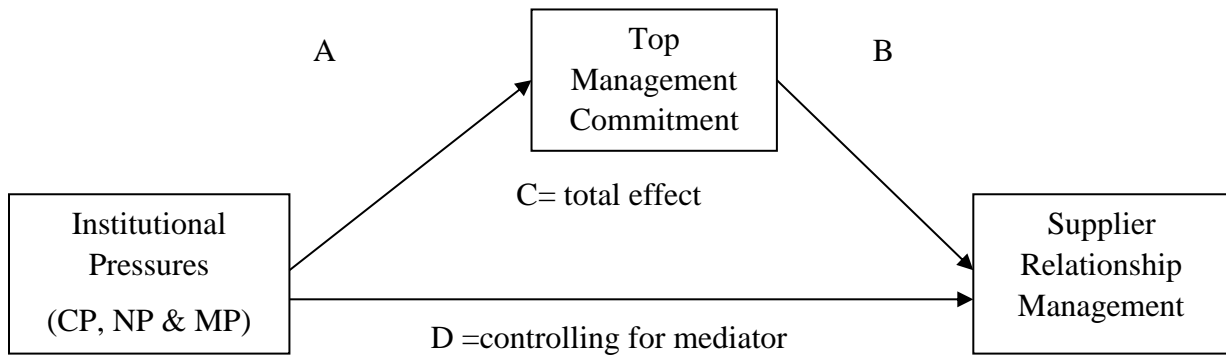 A
Top
Management
Commitment
B
C= total effect
Institutional
Pressures
(CP, NP & MP)
Supplier
Relationship
Management
D =controlling for mediator